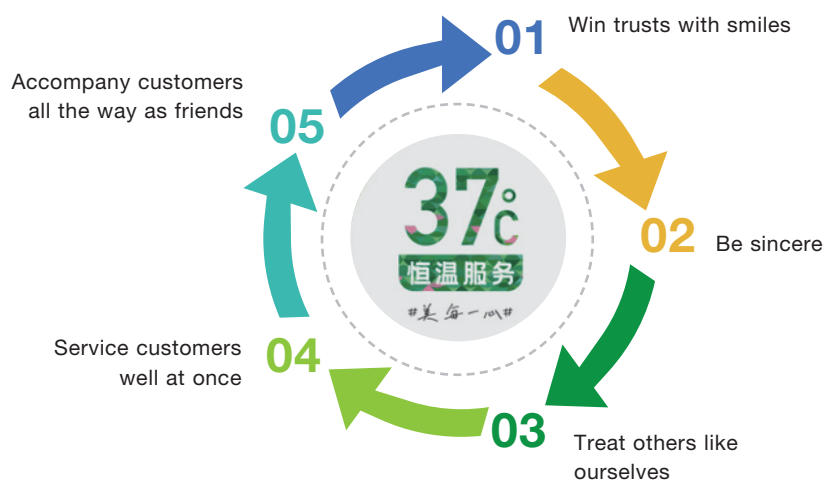 01
Win trusts with smiles
02
Be sincere
03
Treat others like
ourselves
04
Service customers
well at once
05
Accompany customers
all the way as friends
37℃
恒温服务
#美每一心#